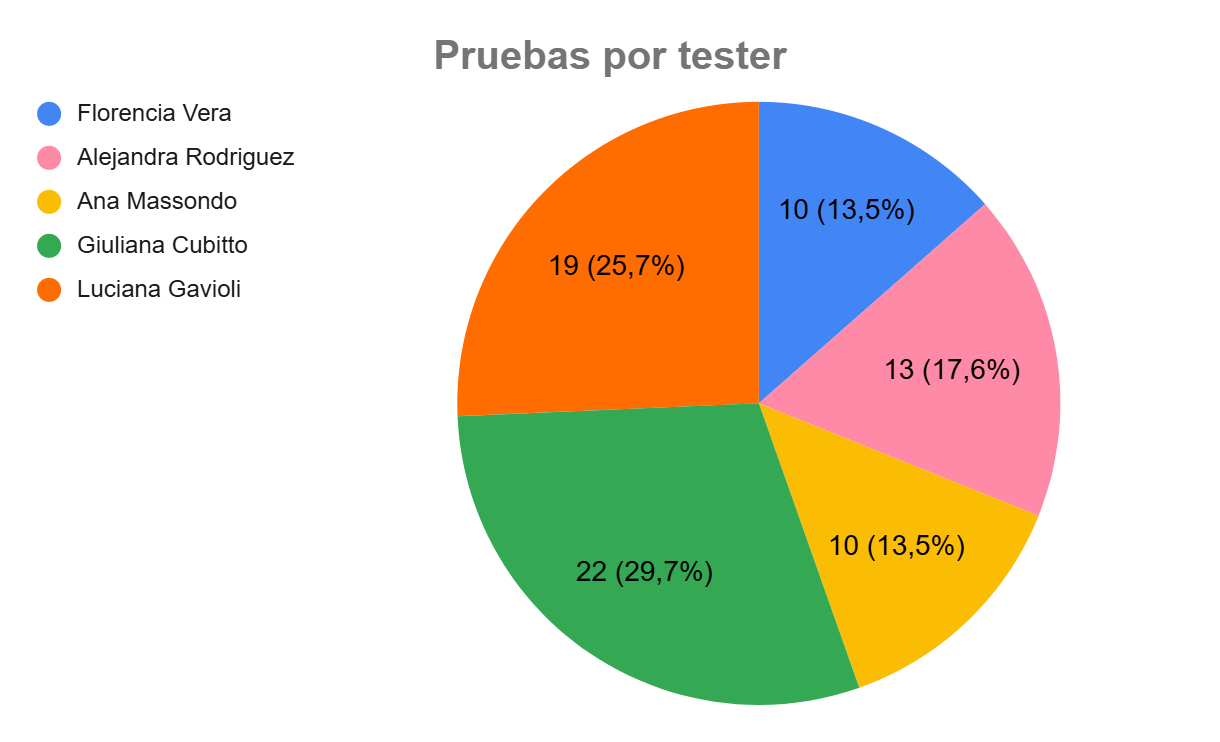 Pruebas por tester
Florencia Vera
Alejandra Rodriguez
Ana Massondo
Giuliana Cubitto
Luciana Gavioli
10 (13,5%)
13 (17,6%)
10 (13,5%)
22 (29,7%)
19 (25,7%)